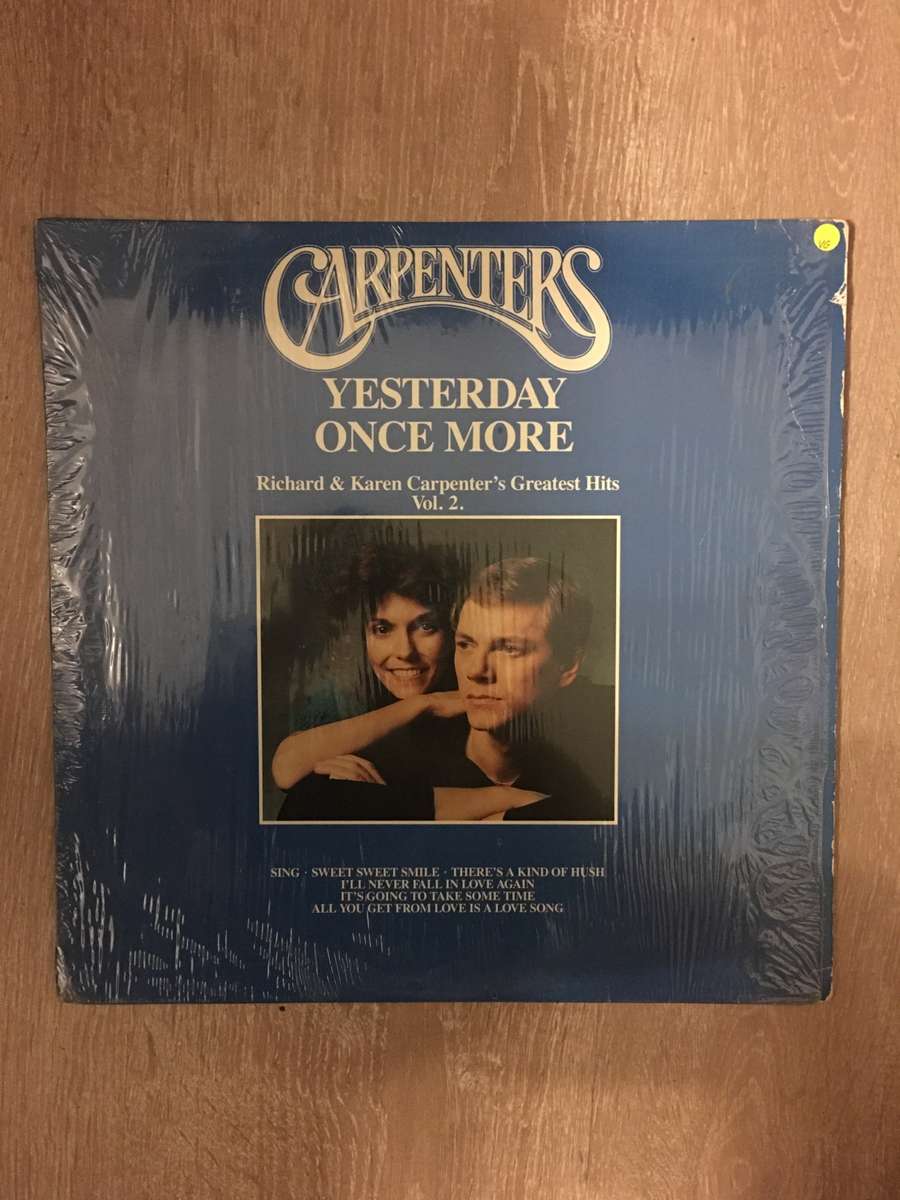 CARPENTERS
VG
YESTERDAY
ONCE MORE
Richard & Karen Carpenter's Greatest Hits
Vol. 2.
SING · SWEET SWEET SMILE · THERE'S A KIND OF HUSH
I'LL NEVER FALL IN LOVE AGAIN
IT'S GOING TO TAKE SOME TIME
ALL YOU GET FROM LOVE IS A LOVE SONG